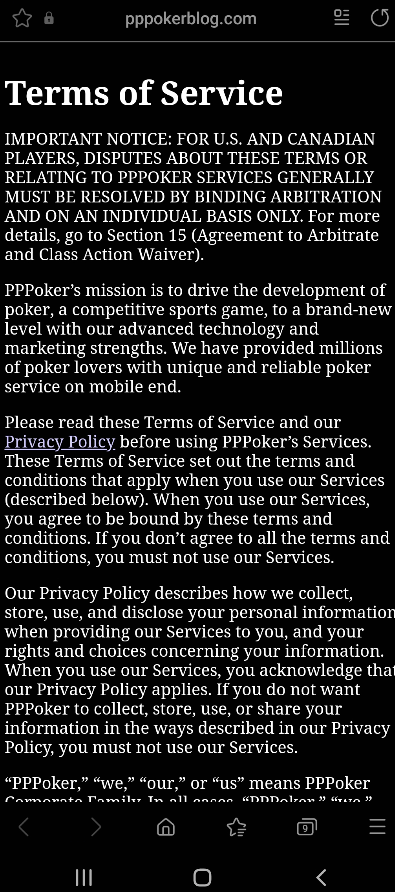 pppokerblog.com
Terms of Service
IMPORTANT NOTICE: FOR U.S. AND CANADIAN
PLAYERS, DISPUTES ABOUT THESE TERMS OR
RELATING TO PPPOKER SERVICES GENERALLY
MUST BE RESOLVED BY BINDING ARBITRATION
AND ON AN INDIVIDUAL BASIS ONLY. For more
details, go to Section 15 (Agreement to Arbitrate
and Class Action Waiver).
PPPoker’s mission is to drive the development of
poker, a competitive sports game, to a brand-new
level with our advanced technology and
marketing strengths. We have provided millions
of poker lovers with unique and reliable poker
service on mobile end.
Please read these Terms of Service and our
Privacy Policy before using PPPoker’s Services.
These Terms of Service set out the terms and
conditions that apply when you use our Services
(described below). When you use our Services,
you agree to be bound by these terms and
conditions. If you don’t agree to all the terms and
conditions, you must not use our Services.
Our Privacy Policy describes how we collect,
store, use, and disclose your personal information
when providing our Services to you, and your
rights and choices concerning your information.
When you use our Services, you acknowledge that
our Privacy Policy applies. If you do not want
PPPoker to collect, store, use, or share your
information in the ways described in our Privacy
Policy, you must not use our Services.
“PPPoker,” “we,” “our,” or “us” means PPPoker
Corporate Family. In all cases, “PPPoker,” “we,”
9